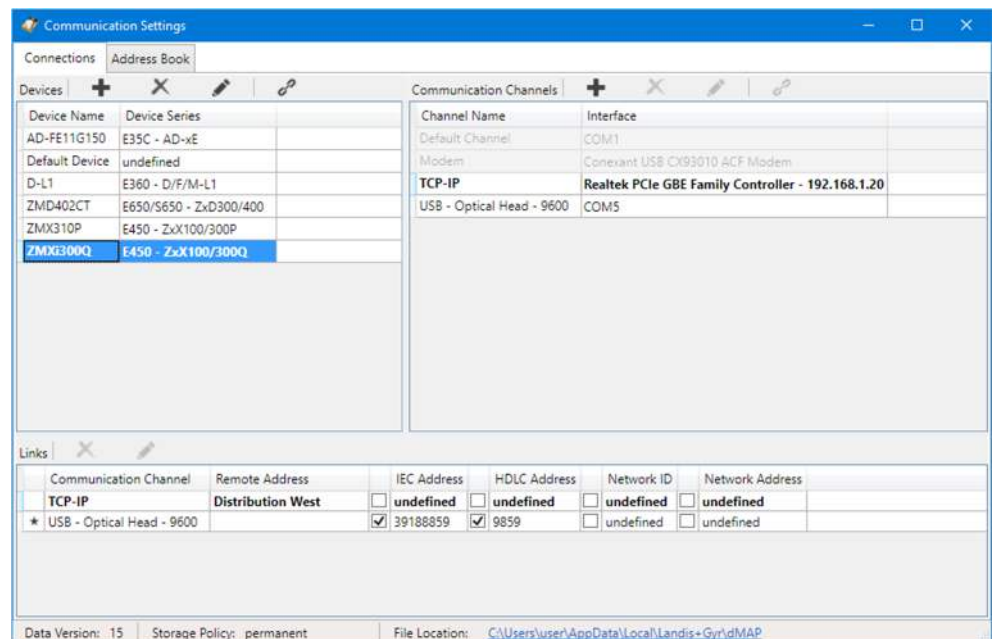 Communication Settings
Connections Address Book
Devices
Device Name Device Series
AD-FE11G150 E35C - AD-xE
Default Device undefined
D-L1 E360 - D/F/M-L1
ZMD402CT E650/S650 - ZxD300/400
ZMX310P E450 - ZxX100/300P
ZMXi300Q E450 - ZxX100/300Q
Communication Channels
Channel Name Interface
Default Channel COM1
Modem Conexant USB CX93010 ACF Modem
TCP-IP Realtek PCIe GBE Family Controller - 192.168.1.20
USB - Optical Head - 9600 COM5
Links
Communication Channel Remote Address IEC Address HDLC Address Network ID Network Address
TCP-IP Distribution West undefined undefined undefined undefined
★ USB - Optical Head - 9600 39188859 9859 undefined undefined
Data Version: 15 Storage Policy: permanent File Location: C:\Users\user\AppData\Local\Landis+Gyr\dMAP